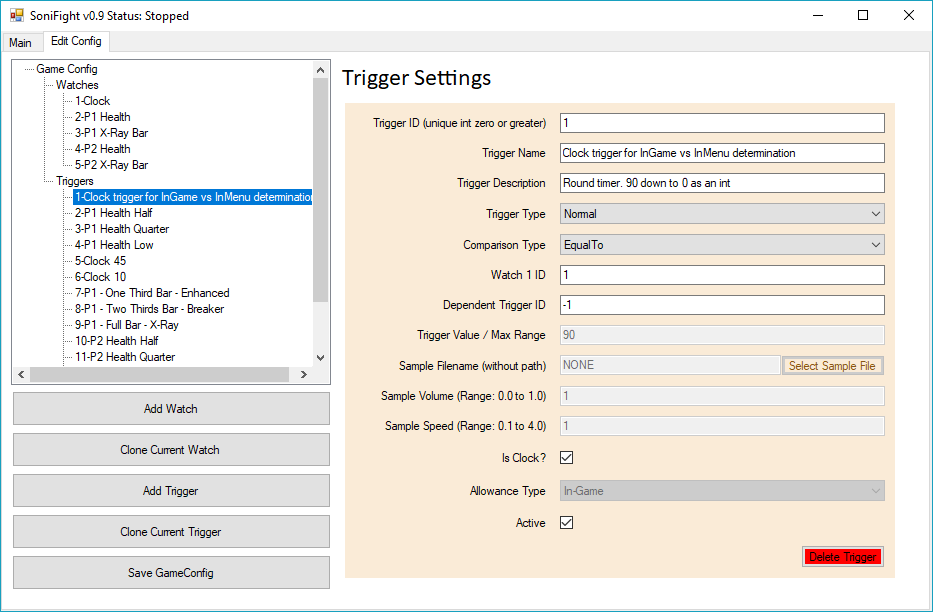 SoniFight v0.9 Status: Stopped
Main
Edit Config
Game Config
Watches
1-Clock
2-P1 Health
3-P1 X-Ray Bar
4-P2 Health
5-P2 X-Ray Bar
Triggers
1-Clock trigger for InGame vs InMenu determination
2-P1 Health Half
3-P1 Health Quarter
4-P1 Health Low
5-Clock 45
6-Clock 10
7-P1 - One Third Bar - Enhanced
8-P1 - Two Thirds Bar - Breaker
9-P1 - Full Bar - X-Ray
10-P2 Health Half
11-P2 Health Quarter
Add Watch
Clone Current Watch
Add Trigger
Clone Current Trigger
Save GameConfig
Trigger Settings
Trigger ID (unique int zero or greater) 1
Trigger Name Clock trigger for InGame vs InMenu determination
Trigger Description Round timer. 90 down to 0 as an int
Trigger Type Normal
Comparison Type EqualTo
Watch 1 ID 1
Dependent Trigger ID -1
Trigger Value / Max Range 90
Sample Filename (without path) NONE Select Sample File
Sample Volume (Range: 0.0 to 1.0) 1
Sample Speed (Range: 0.1 to 4.0) 1
Is Clock?
Allowance Type In-Game
Active
Delete Trigger